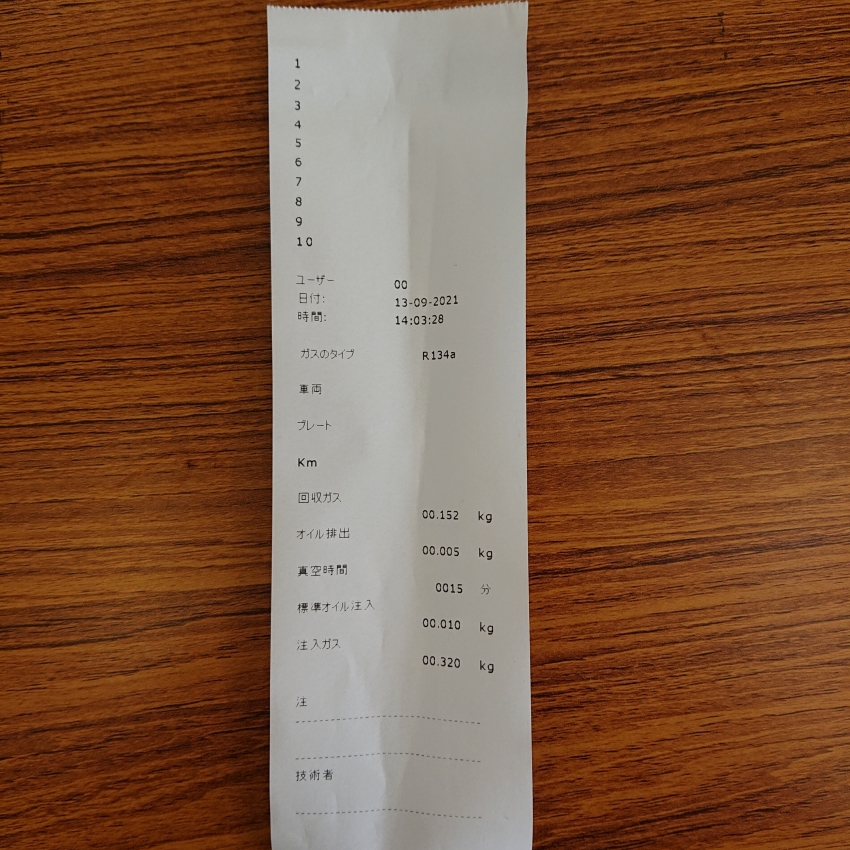 1
2
3
4
5
6
7
8
9
10
ユーザー 00
日付: 13-09-2021
時間: 14:03:28
ガスのタイプ R134a
車両
プレート
Km
回収ガス
00.152 kg
オイル排出
00.005 kg
真空時間
0015 分
標準オイル注入
00.010 kg
注入ガス
00.320 kg
注
技術者